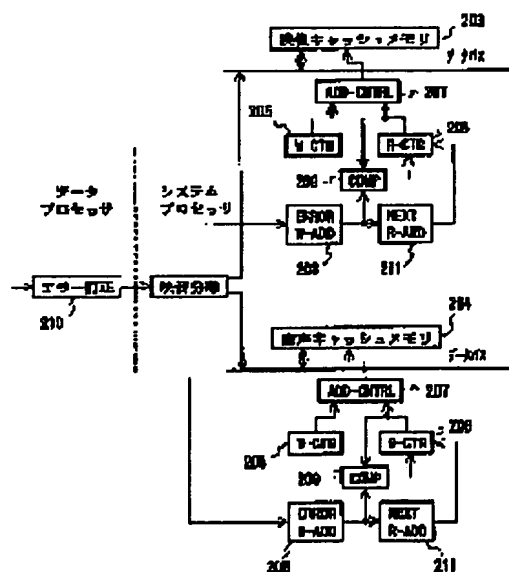 203
映像キャッシュメモリ
データバス
ADD-CNTRL
207
205
W-CTR
R-CTR
206
COMP
データ
プロセッサ
システム
プロセッサ
ERROR
W-ADD
NEXT
R-ADD
208
211
エラー訂正
210
映音分離
204
音声キャッシュメモリ
データバス
ADD-CNTRL
207
W-CTR
R-CTR
206
209
COMP
ERROR
W-ADD
NEXT
R-ADD
208
211